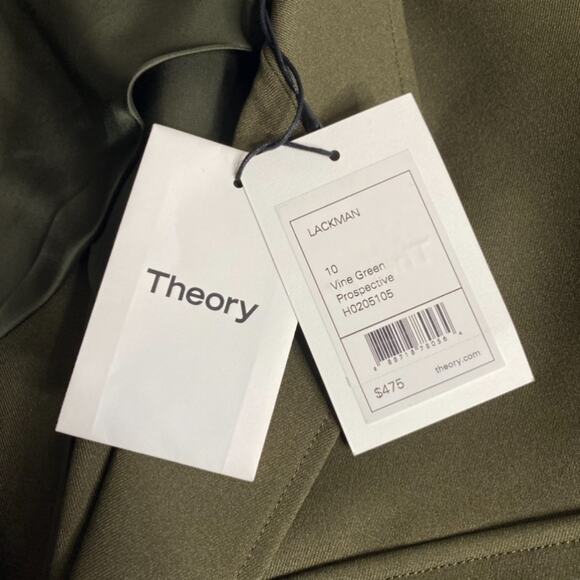 Theory
LACKMAN
10
Vine Green
Prospective
H0205105
$475
theory.com